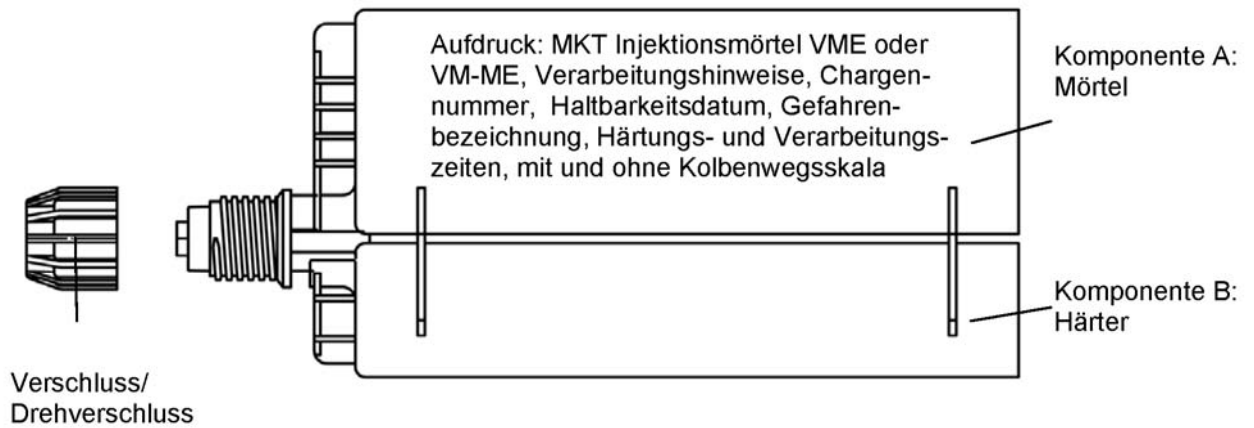 Aufdruck: MKT Injektionsmörtel VME oder
VM-ME, Verarbeitungshinweise, Chargen-
nummer, Haltbarkeitsdatum, Gefahren-
bezeichnung, Härtungs- und Verarbeitungs-
zeiten, mit und ohne Kolbenwegsskala
Komponente A:
Mörtel
Komponente B:
Härter
Verschluss/
Drehverschluss